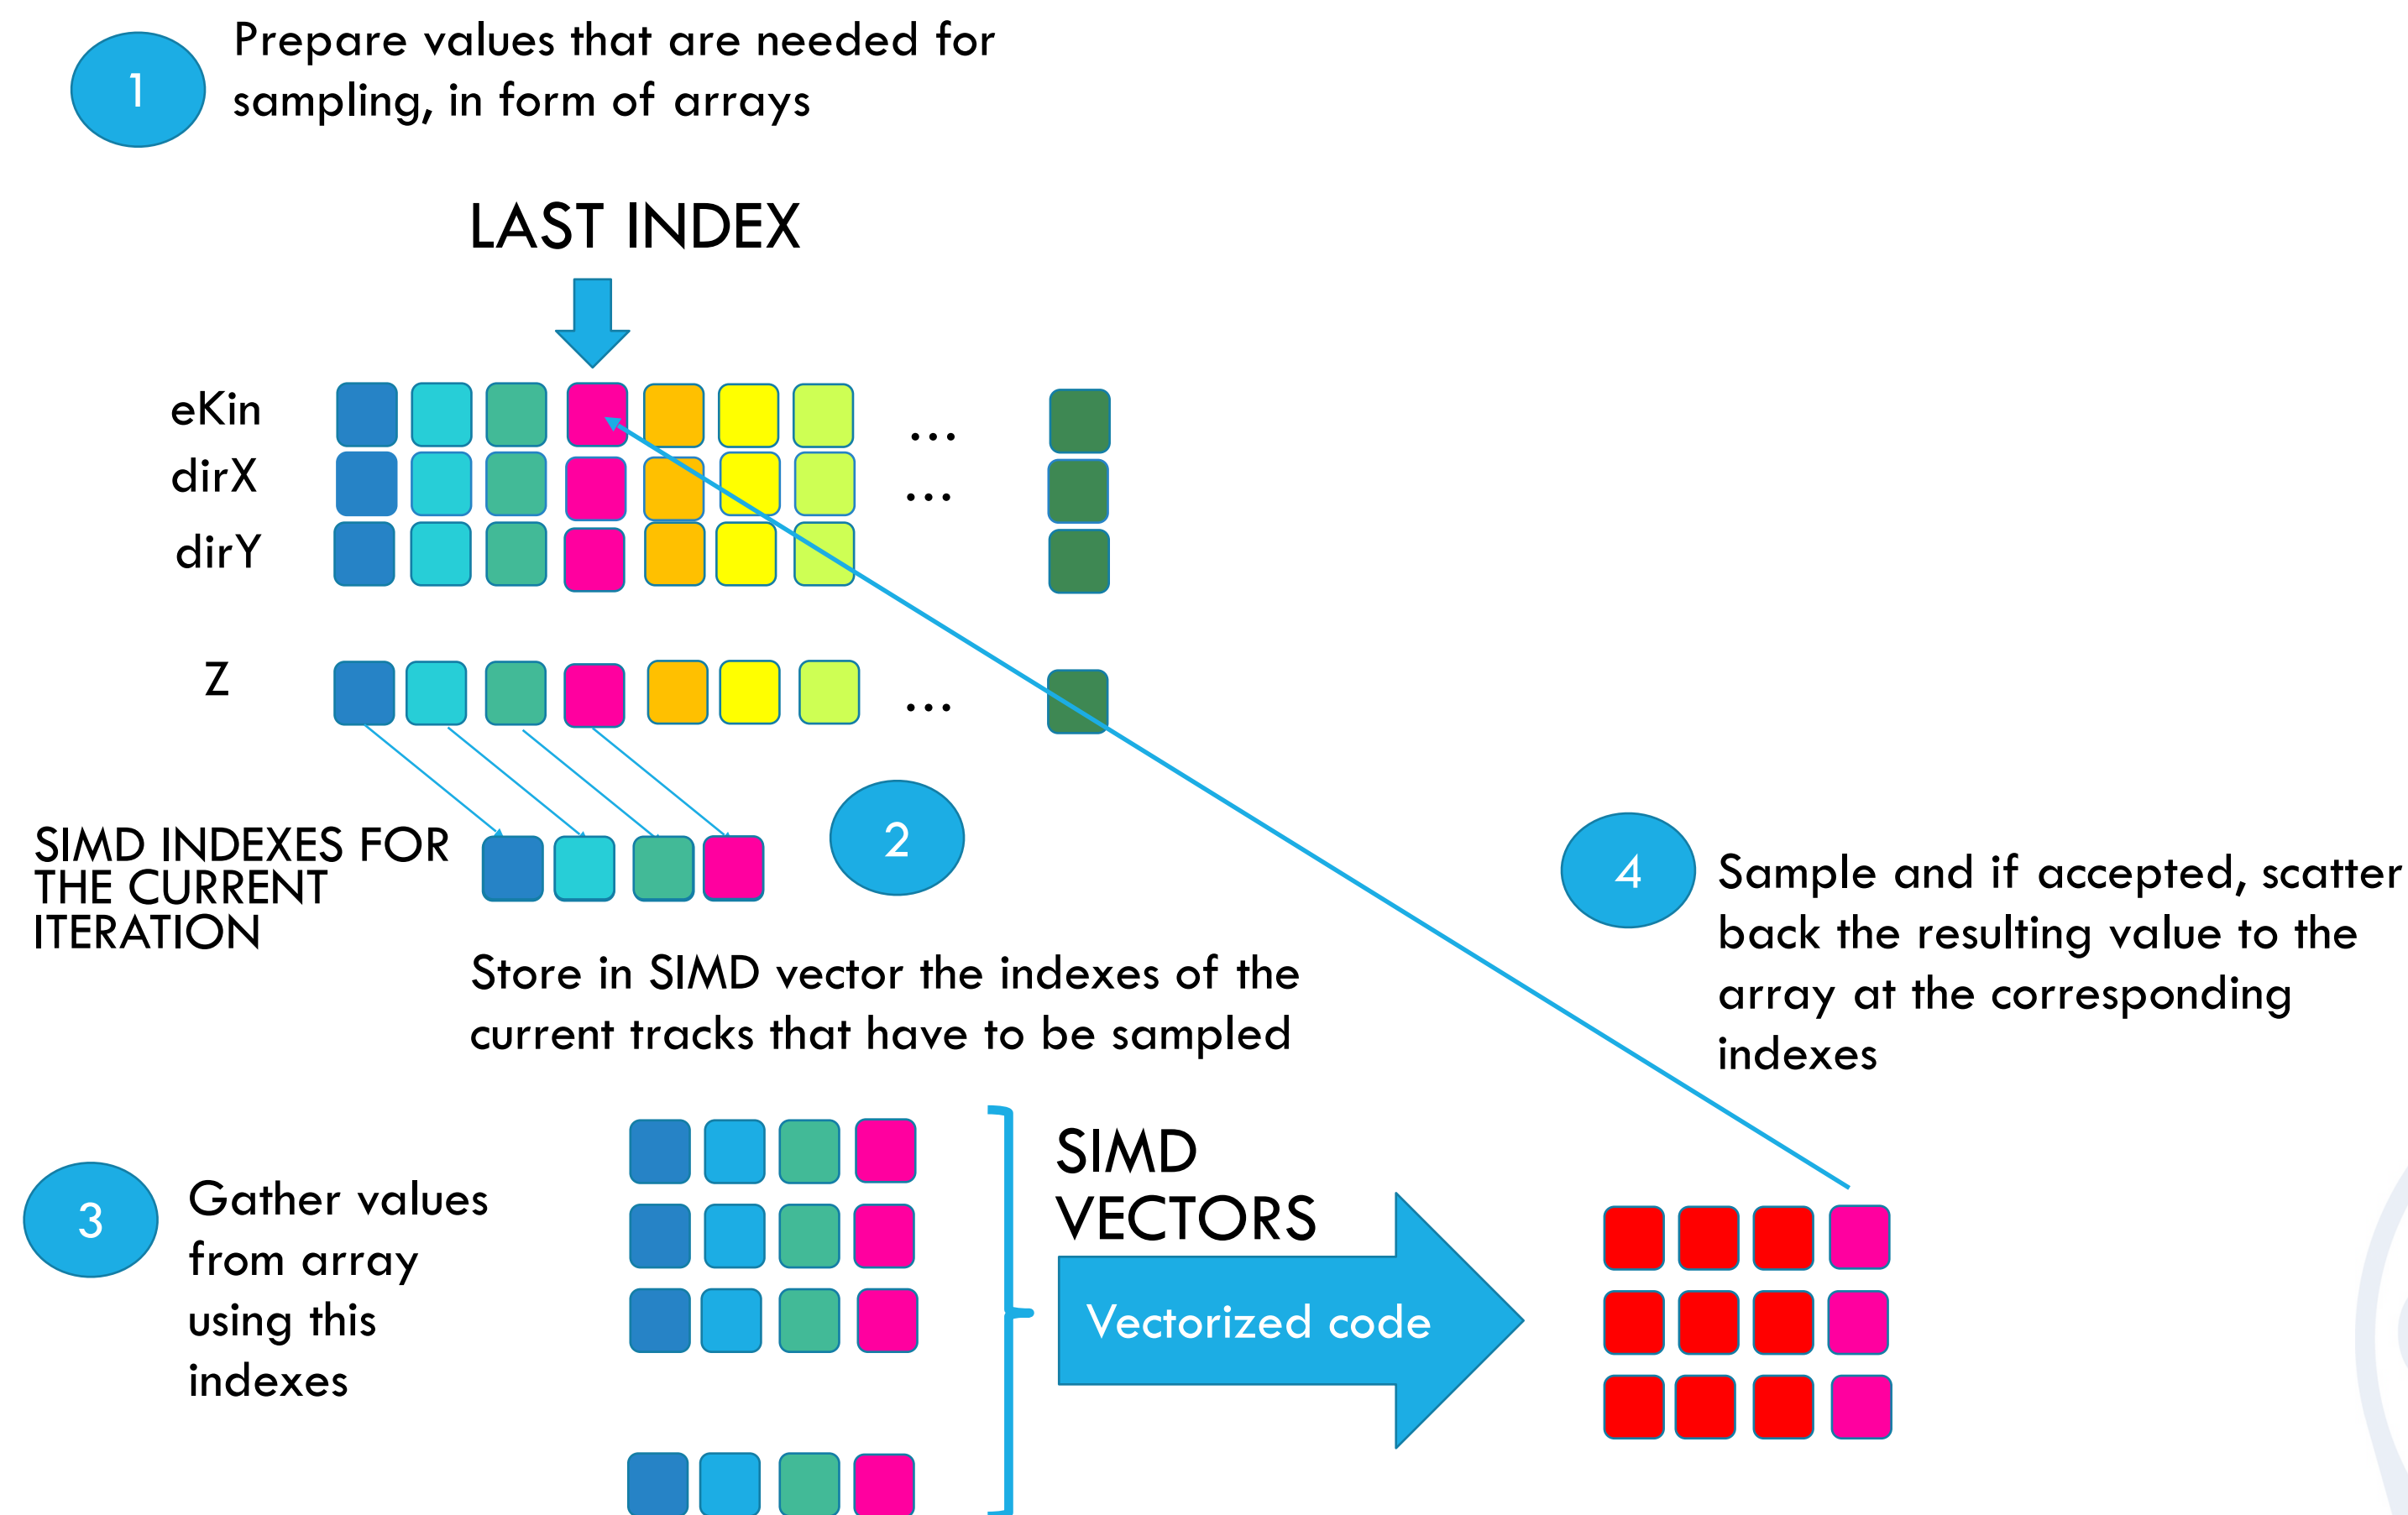 1
Prepare values that are needed for
sampling, in form of arrays
LAST INDEX
eKin
...
dirX
...
dirY
Z
...
SIMD INDEXES FOR
THE CURRENT
ITERATION
2
Store in SIMD vector the indexes of the
current tracks that have to be sampled
4
Sample and if accepted, scatter
back the resulting value to the
array at the corresponding
indexes
3
Gather values
from array
using this
indexes
SIMD
VECTORS
Vectorized code